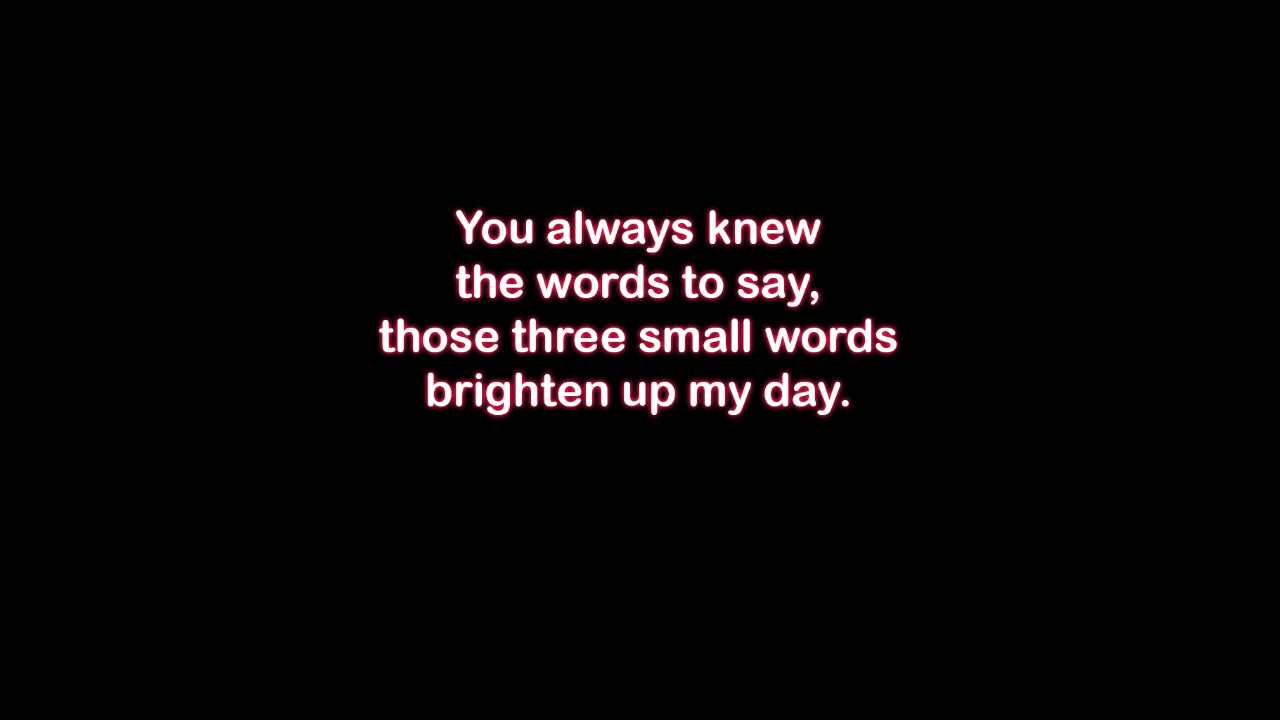 You always knew
the words to say,
those three small words
brighten up my day.